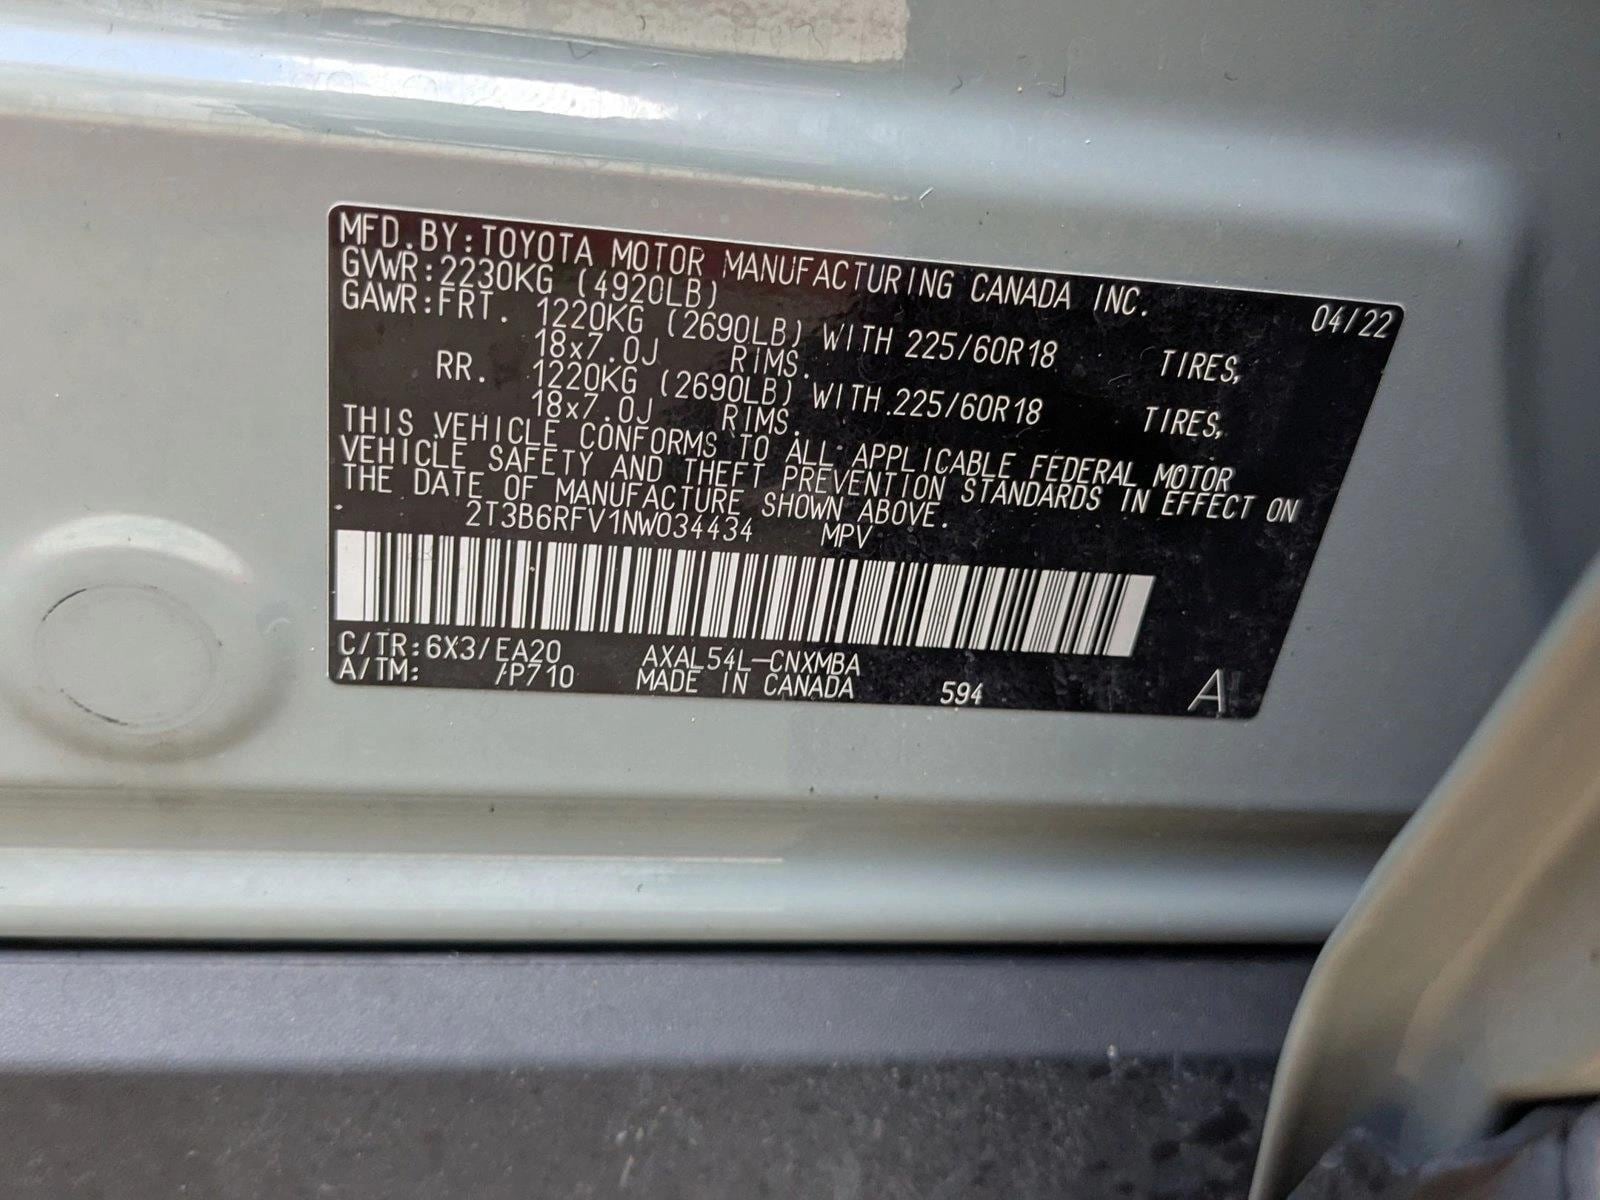 MFD.BY:TOYOTA MOTOR MANUFACTURING CANADA INC. 04/22
GVWR:2230KG (4920LB)
GAWR:FRT. 1220KG (2690LB) WITH 225/60R18 TIRES,
18x7.0J RIMS.
RR. 1220KG (2690LB) WITH.225/60R18 TIRES,
18x7.0J RIMS.
THIS VEHICLE CONFORMS TO ALL APPLICABLE FEDERAL MOTOR
VEHICLE SAFETY AND THEFT PREVENTION STANDARDS IN EFFECT ON
THE DATE OF MANUFACTURE SHOWN ABOVE.
2T3B6RFV1NW034434 MPV
C/TR:6X3/EA20 AXAL54L-CNXMBA
A/TM: /P710 MADE IN CANADA 594 A